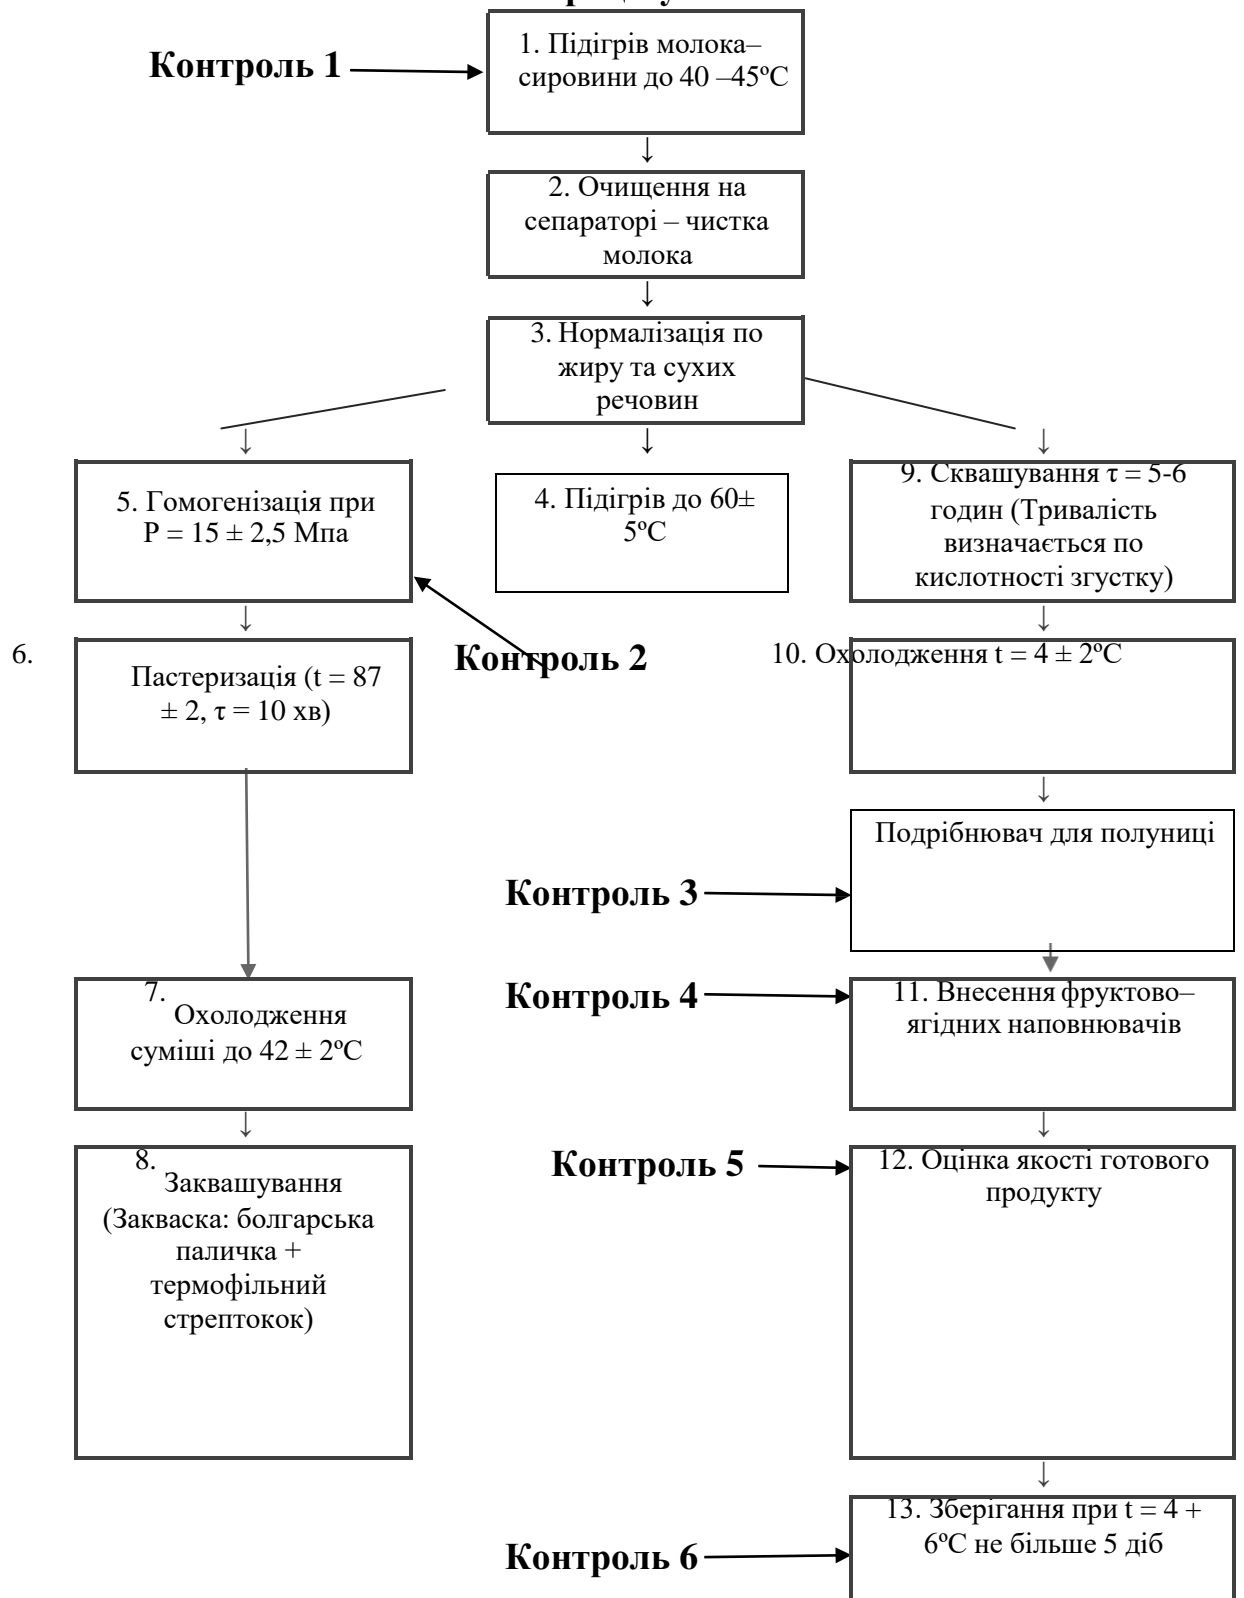 Контроль 1
1. Підігрів молока–
сировини до 40 –45ºС
↓
2. Очищення на
сепараторі – чистка
молока
↓
3. Нормалізація по
жиру та сухих
речовин
↓
↓
↓
5. Гомогенізація при
Р = 15 ± 2,5 Мпа
4. Підігрів до 60±
5ºС
9. Сквашування τ = 5-6
годин (Тривалість
визначається по
кислотності згустку)
↓
↓
6.
Пастеризація (t = 87
± 2, τ = 10 хв)
Контроль 2
10. Охолодження t = 4 ± 2ºС
↓
Подрібнювач для полуниці
Контроль 3
7.
Охолодження
суміші до 42 ± 2ºС
Контроль 4
11. Внесення фруктово–
ягідних наповнювачів
↓
↓
8.
Заквашування
(Закваска: болгарська
паличка +
термофільний
стрептокок)
Контроль 5
12. Оцінка якості готового
продукту
↓
13. Зберігання при t = 4 +
6ºС не більше 5 діб
Контроль 6